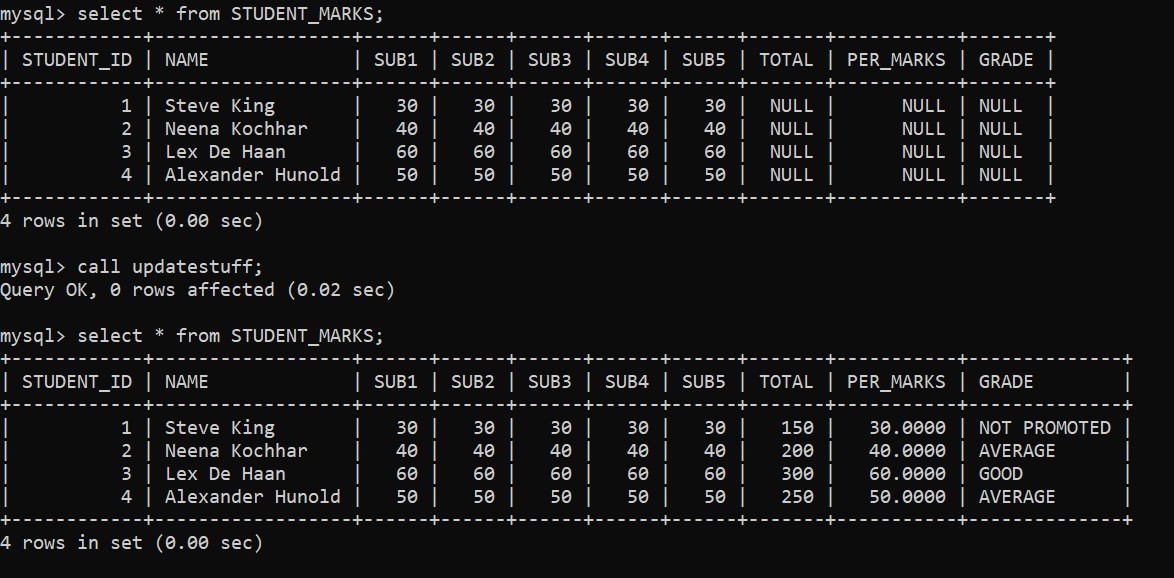 mysql> select * from STUDENT_MARKS;
+------------+------------------+------+------+------+------+------+-------+-----------+-------+
| STUDENT_ID | NAME             | SUB1 | SUB2 | SUB3 | SUB4 | SUB5 | TOTAL | PER_MARKS | GRADE |
+------------+------------------+------+------+------+------+------+-------+-----------+-------+
|          1 | Steve King       |   30 |   30 |   30 |   30 |   30 |  NULL |      NULL | NULL  |
|          2 | Neena Kochhar    |   40 |   40 |   40 |   40 |   40 |  NULL |      NULL | NULL  |
|          3 | Lex De Haan      |   60 |   60 |   60 |   60 |   60 |  NULL |      NULL | NULL  |
|          4 | Alexander Hunold |   50 |   50 |   50 |   50 |   50 |  NULL |      NULL | NULL  |
+------------+------------------+------+------+------+------+------+-------+-----------+-------+
4 rows in set (0.00 sec)

mysql> call updatestuff;
Query OK, 0 rows affected (0.02 sec)

mysql> select * from STUDENT_MARKS;
+------------+------------------+------+------+------+------+------+-------+-----------+--------------+
| STUDENT_ID | NAME             | SUB1 | SUB2 | SUB3 | SUB4 | SUB5 | TOTAL | PER_MARKS | GRADE        |
+------------+------------------+------+------+------+------+------+-------+-----------+--------------+
|          1 | Steve King       |   30 |   30 |   30 |   30 |   30 |   150 |   30.0000 | NOT PROMOTED |
|          2 | Neena Kochhar    |   40 |   40 |   40 |   40 |   40 |   200 |   40.0000 | AVERAGE      |
|          3 | Lex De Haan      |   60 |   60 |   60 |   60 |   60 |   300 |   60.0000 | GOOD         |
|          4 | Alexander Hunold |   50 |   50 |   50 |   50 |   50 |   250 |   50.0000 | AVERAGE      |
+------------+------------------+------+------+------+------+------+-------+-----------+--------------+
4 rows in set (0.00 sec)